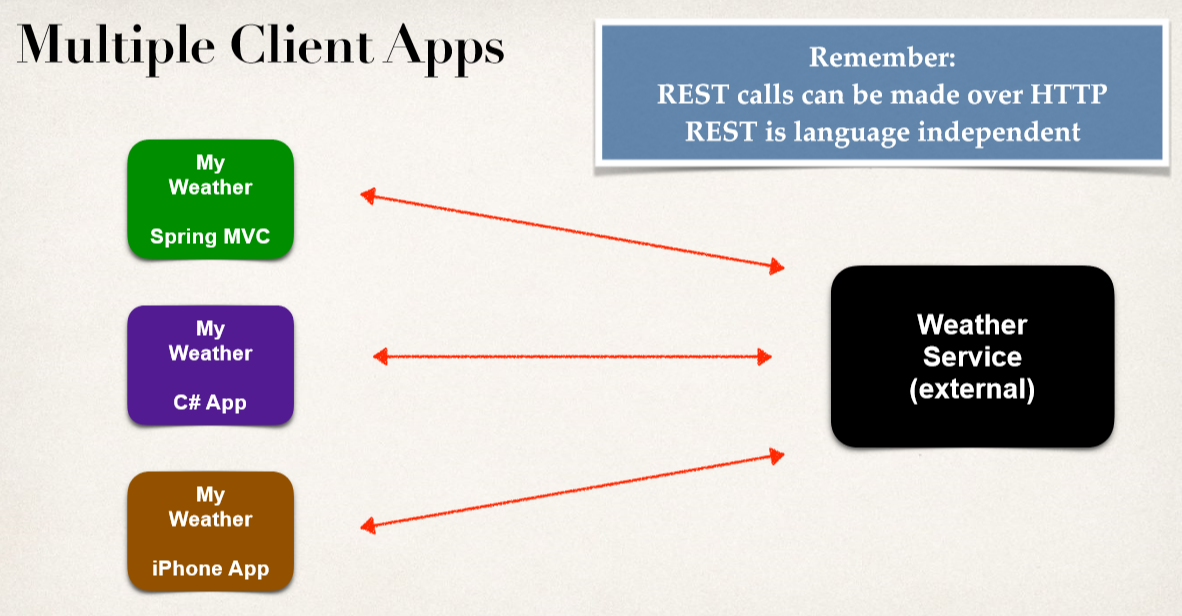 Multiple Client Apps
Remember:
REST calls can be made over HTTP
REST is language independent
My
Weather
Spring MVC
My
Weather
C# App
My
Weather
iPhone App
Weather
Service
(external)